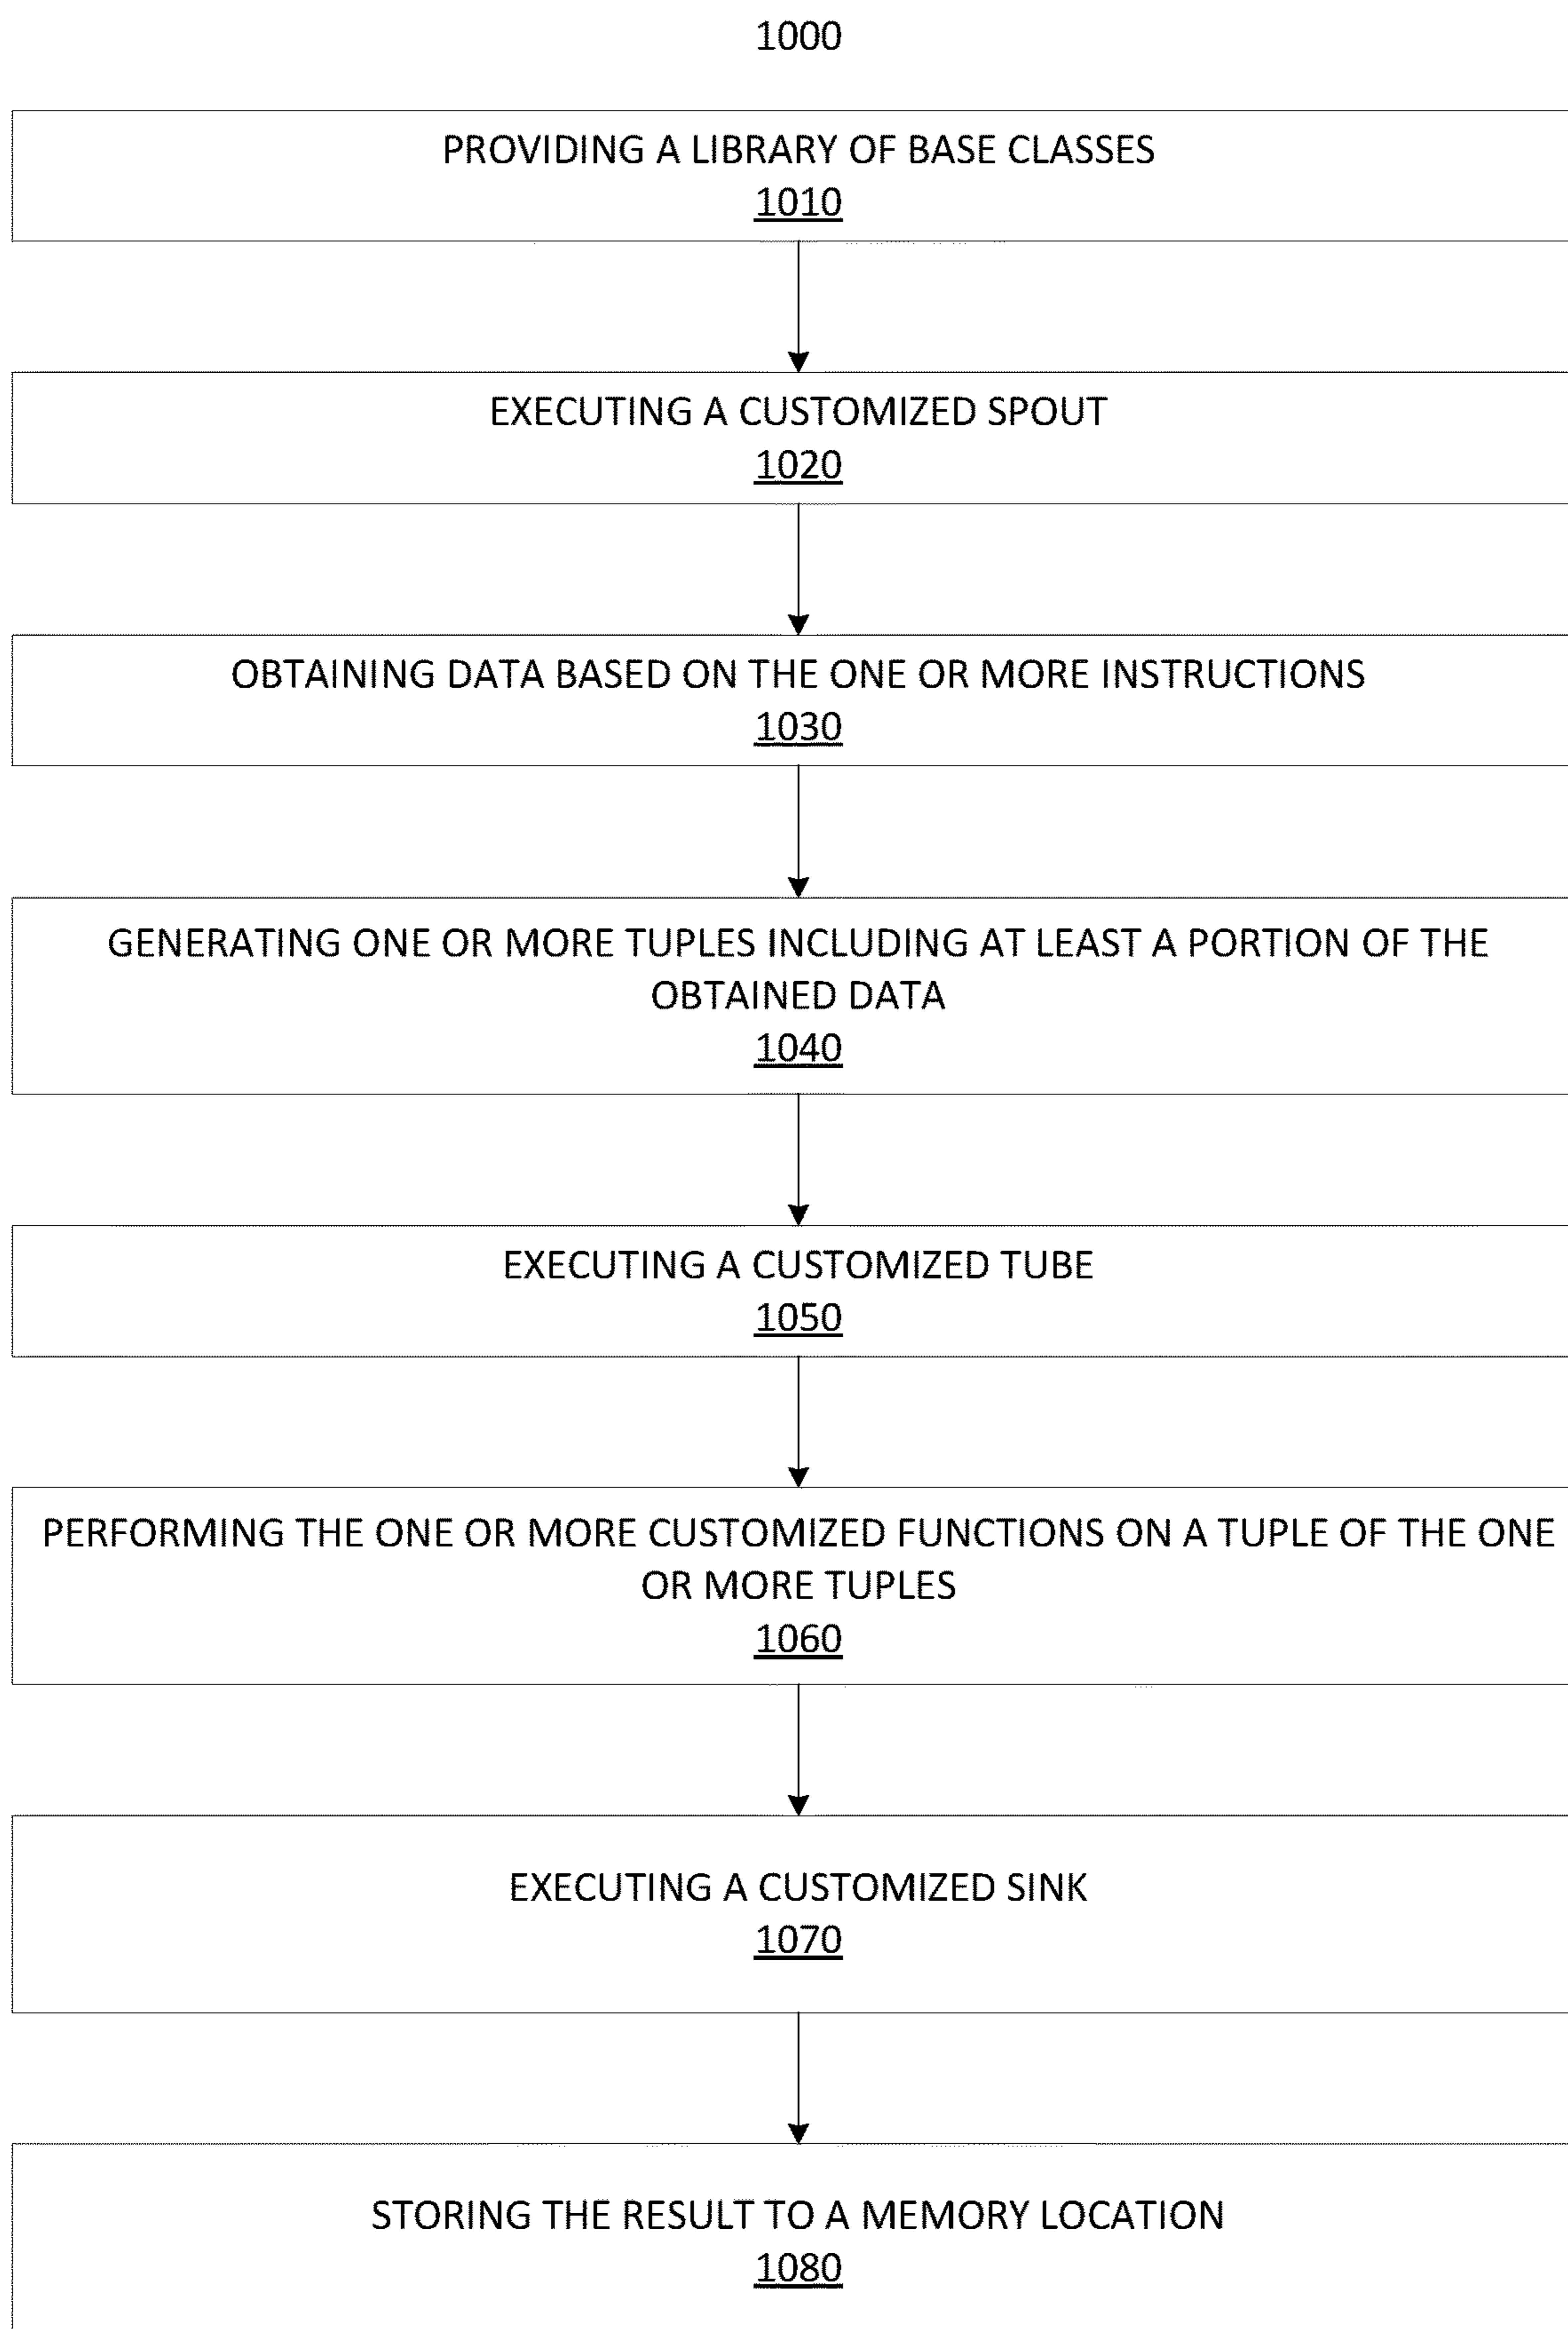 1000
PROVIDING A LIBRARY OF BASE CLASSES
1010
EXECUTING A CUSTOMIZED SPOUT
1020
OBTAINING DATA BASED ON THE ONE OR MORE INSTRUCTIONS
1030
GENERATING ONE OR MORE TUPLES INCLUDING AT LEAST A PORTION OF THE
OBTAINED DATA
1040
EXECUTING A CUSTOMIZED TUBE
1050
PERFORMING THE ONE OR MORE CUSTOMIZED FUNCTIONS ON A TUPLE OF THE ONE
OR MORE TUPLES
1060
EXECUTING A CUSTOMIZED SINK
1070
STORING THE RESULT TO A MEMORY LOCATION
1080